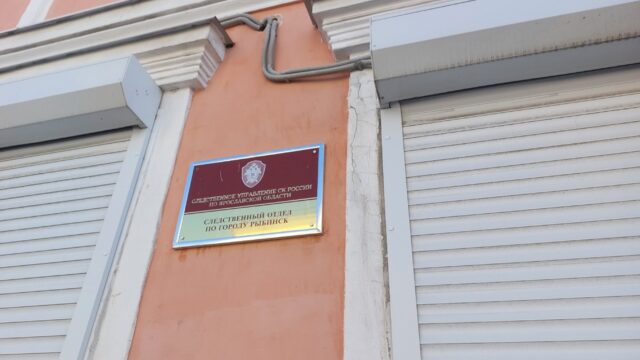 СЛЕДСТВЕННОЕ УПРАВЛЕНИЕ СК РОССИИ
ПО ЯРОСЛАВСКОЙ ОБЛАСТИ
СЛЕДСТВЕННЫЙ ОТДЕЛ
ПО ГОРОДУ РЫБИНСК